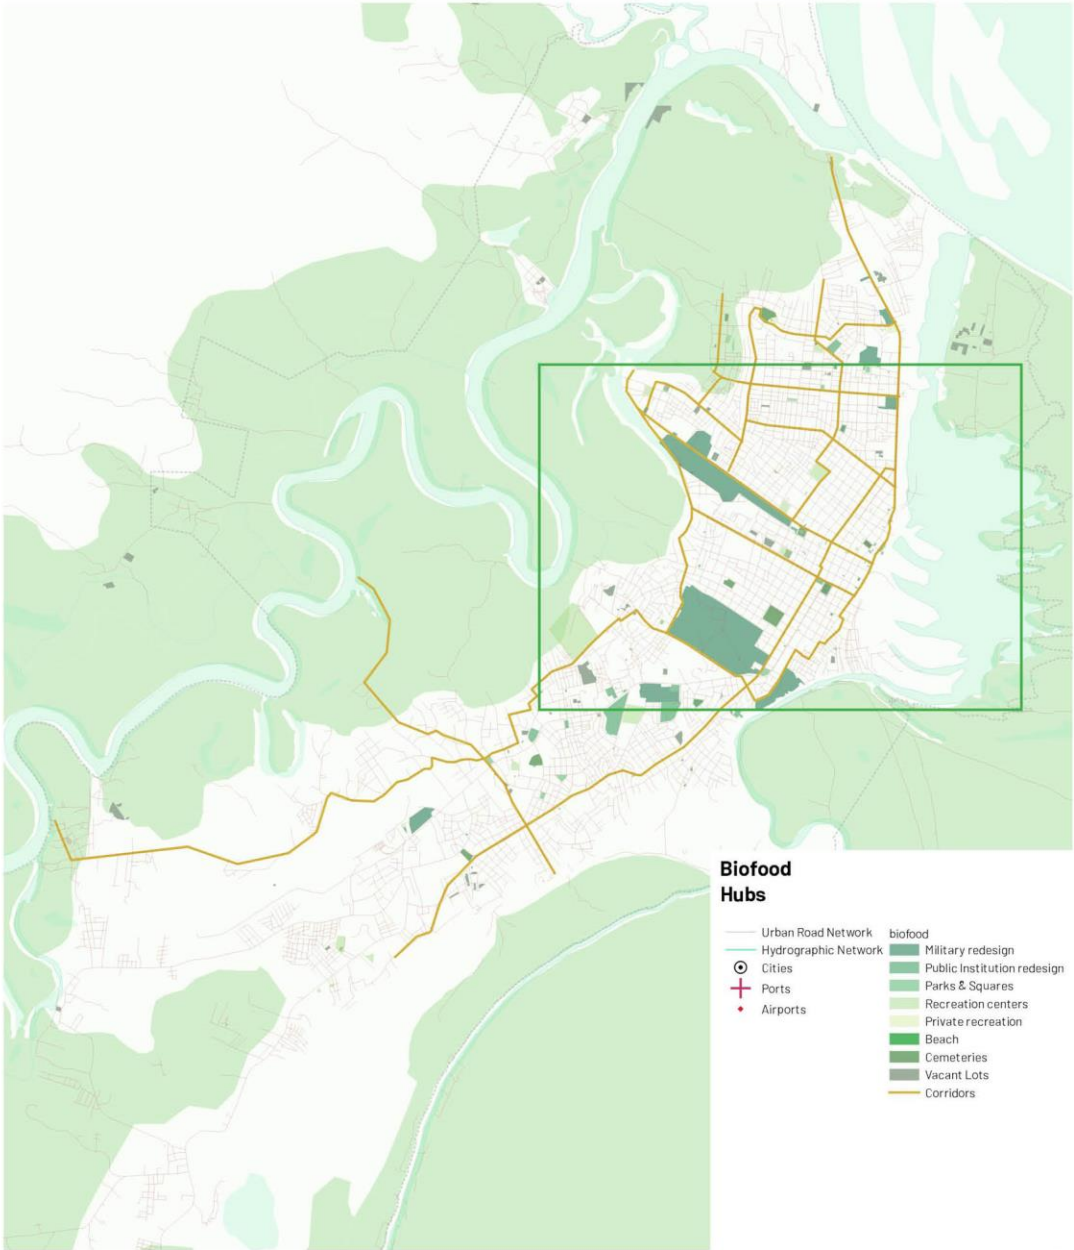 Biofood
Hubs
Urban Road Network
Hydrographic Network
Cities
Ports
Airports
biofood
Military redesign
Public Institution redesign
Parks & Squares
Recreation centers
Private recreation
Beach
Cemeteries
Vacant Lots
Corridors